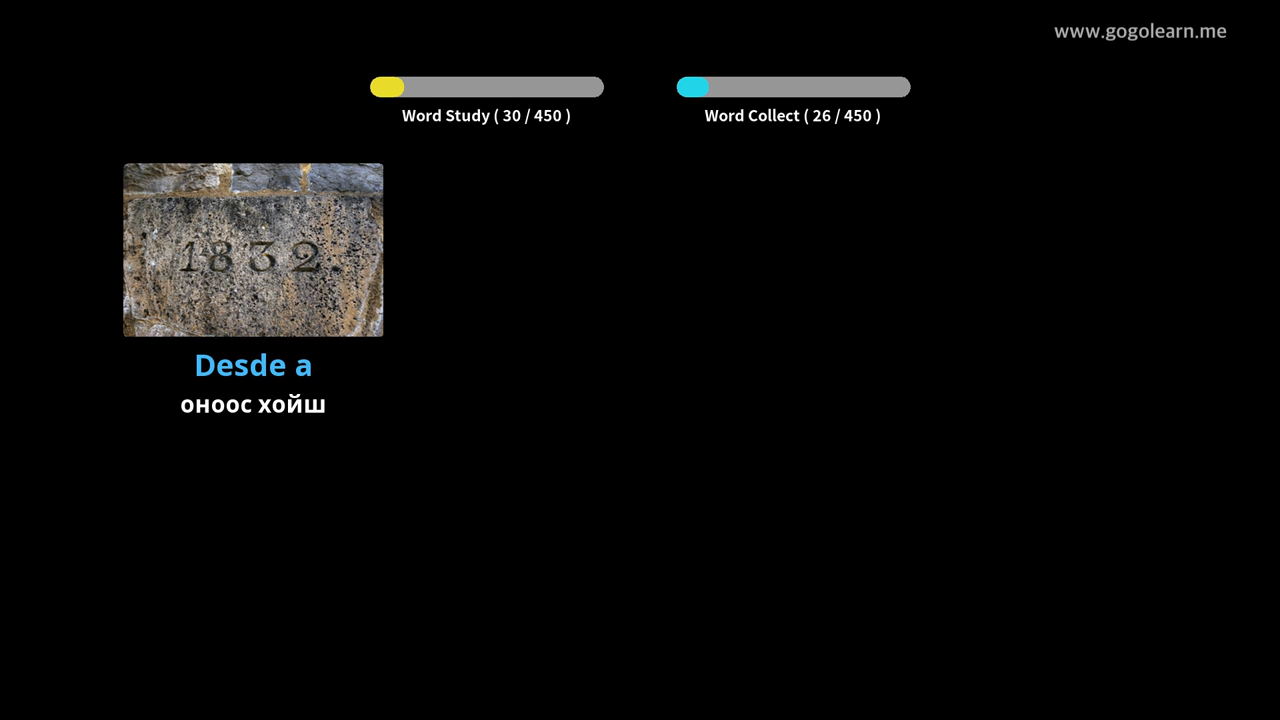 www.gogolearn.me
Word Study ( 30 / 450 )
Word Collect ( 26 / 450 )
1832.
Desde a
оноос хойш